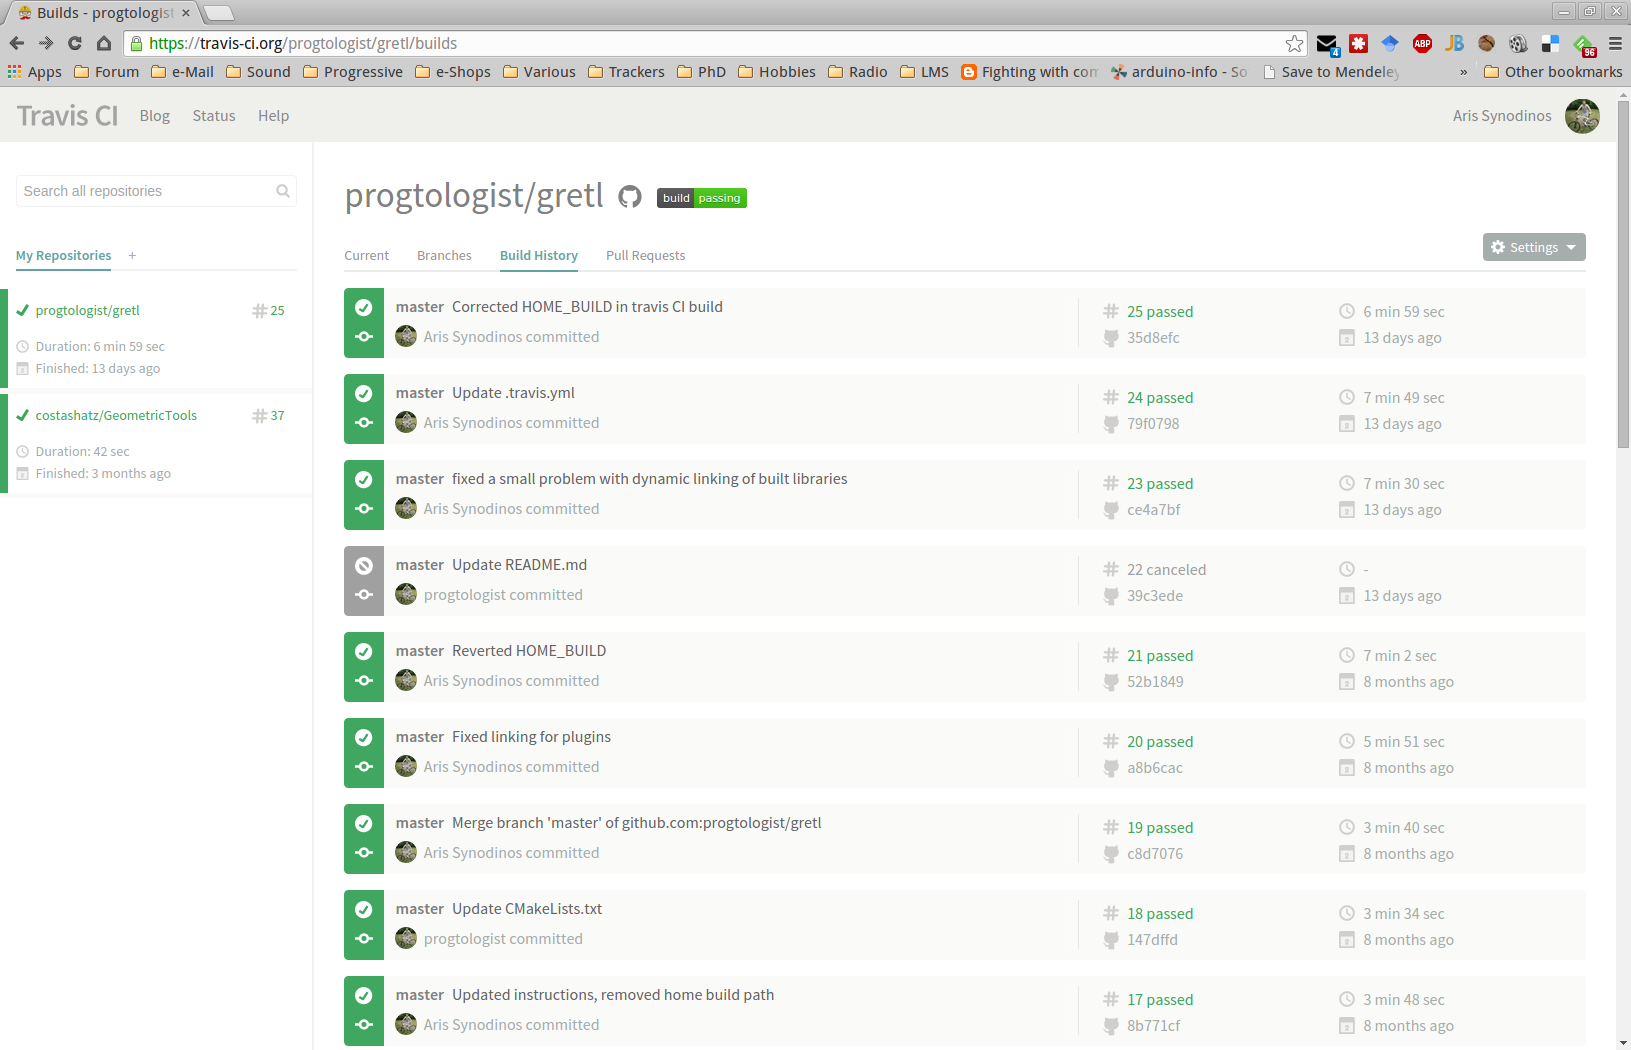 Builds - progtologist
https://travis-ci.org/progtologist/gretl/builds
4
ABP
JB
96
Apps Forum e-Mail Sound Progressive e-Shops Various Trackers PhD Hobbies Radio LMS Fighting with com arduino-info - So Save to Mendeley » Other bookmarks
Travis CI Blog Status Help Aris Synodinos
Search all repositories
progtologist/gretl build passing
My Repositories +
Current Branches Build History Pull Requests Settings
progtologist/gretl # 25
Duration: 6 min 59 sec
Finished: 13 days ago
costashatz/GeometricTools # 37
Duration: 42 sec
Finished: 3 months ago
master Corrected HOME_BUILD in travis CI build # 25 passed 6 min 59 sec
Aris Synodinos committed 35d8efc 13 days ago
master Update .travis.yml # 24 passed 7 min 49 sec
Aris Synodinos committed 79f0798 13 days ago
master fixed a small problem with dynamic linking of built libraries # 23 passed 7 min 30 sec
Aris Synodinos committed ce4a7bf 13 days ago
master Update README.md # 22 canceled -
progtologist committed 39c3ede 13 days ago
master Reverted HOME_BUILD # 21 passed 7 min 2 sec
Aris Synodinos committed 52b1849 8 months ago
master Fixed linking for plugins # 20 passed 5 min 51 sec
Aris Synodinos committed a8b6cac 8 months ago
master Merge branch 'master' of github.com:progtologist/gretl # 19 passed 3 min 40 sec
Aris Synodinos committed c8d7076 8 months ago
master Update CMakeLists.txt # 18 passed 3 min 34 sec
progtologist committed 147dffd 8 months ago
master Updated instructions, removed home build path # 17 passed 3 min 48 sec
Aris Synodinos committed 8b771cf 8 months ago